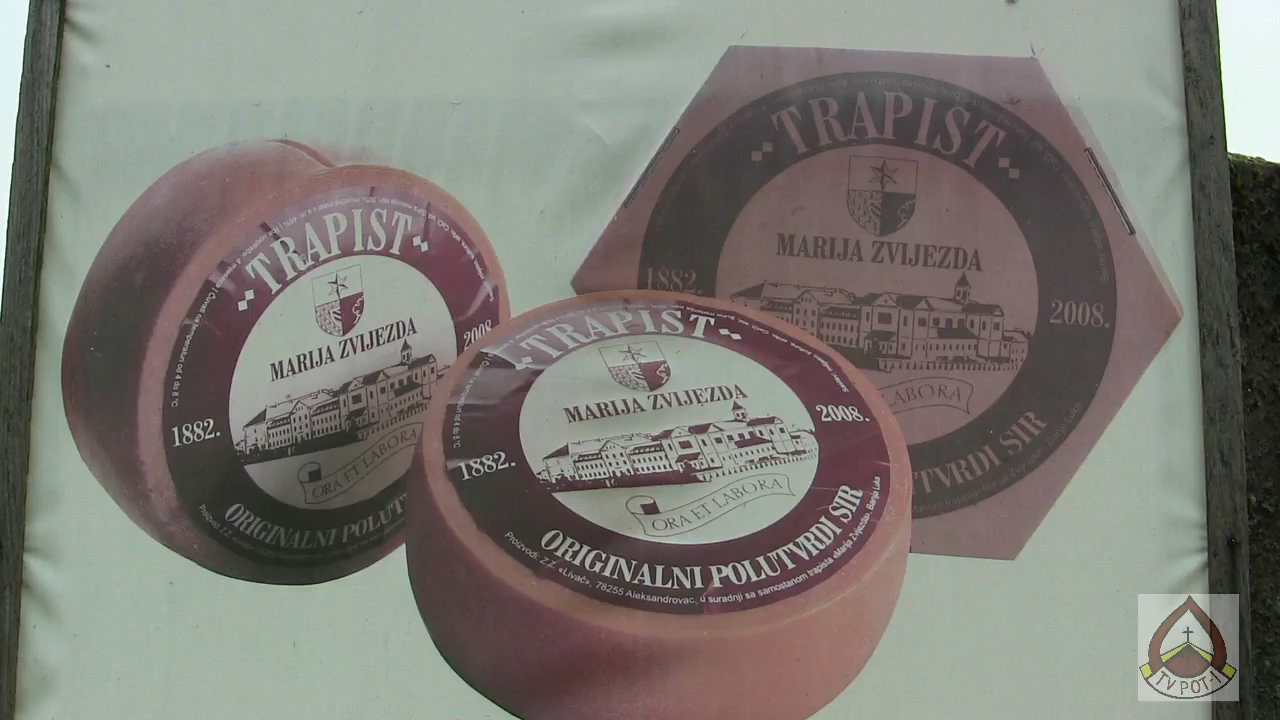 TRAPIST
MARIJA ZVIJEZDA
1882. 2008.
ORA ET LABORA
ORIGINALNI POLUT
TRAPIST
MARIJA ZVIJEZDA
1882. 2008.
ORA ET LABORA
ORIGINALNI POLUTVRDI SIR
Proizvodi: Z.Z. «Livač», 78255 Aleksandrovac, u suradnji sa samostanom trapista «Marija Zvijezda», Banja Luka
TRAPIST
MARIJA ZVIJEZDA
1882. 2008.
LABORA
TVRDI SIR
TV POT-1